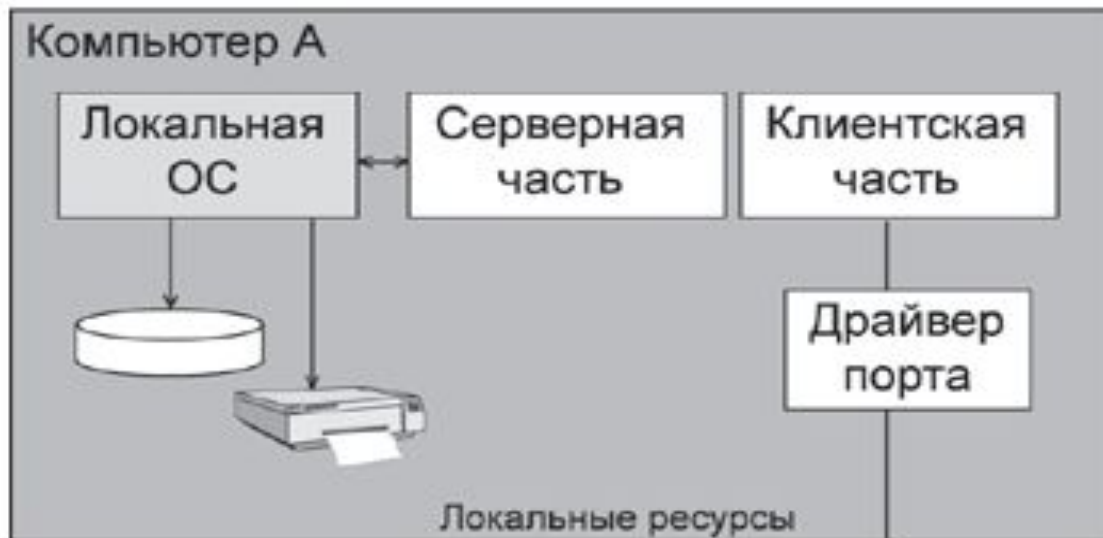 Компьютер А
Локальная
ОС
Серверная
часть
Клиентская
часть
Драйвер
порта
Локальные ресурсы